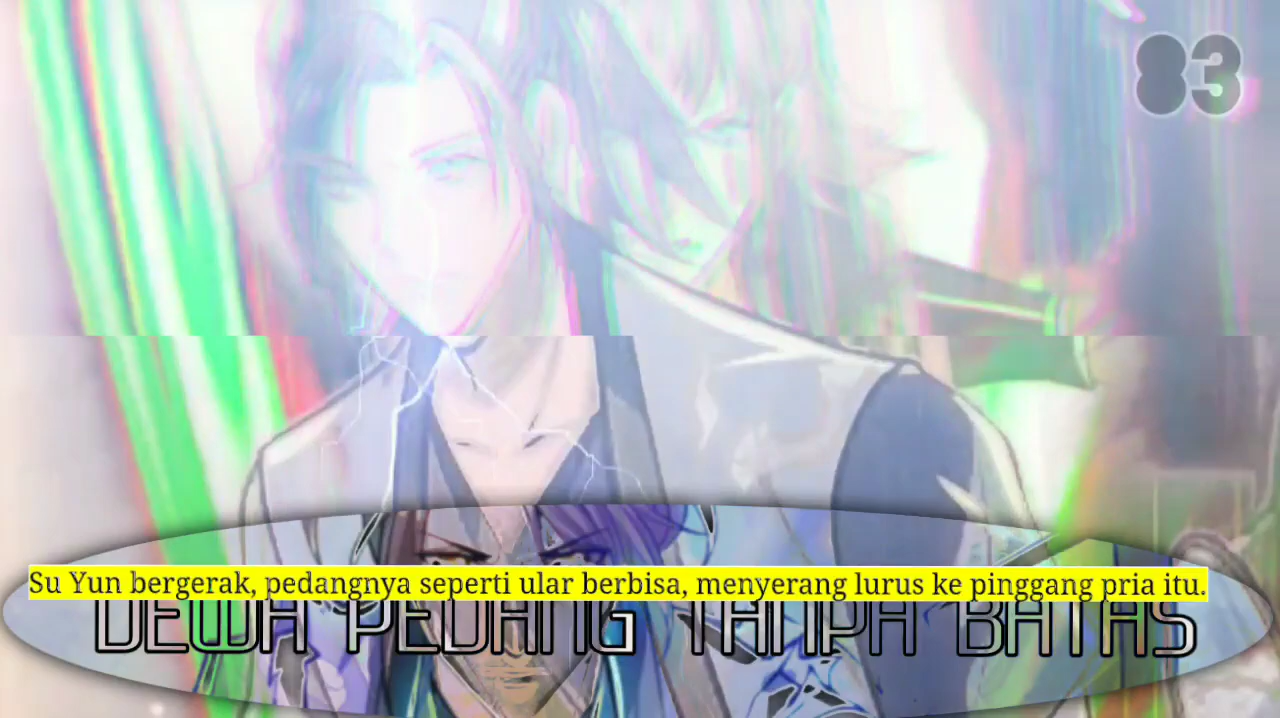 83
Su Yun bergerak, pedangnya seperti ular berbisa, menyerang lurus ke pinggang pria itu.
DEWA PEDANG TANPA BATAS